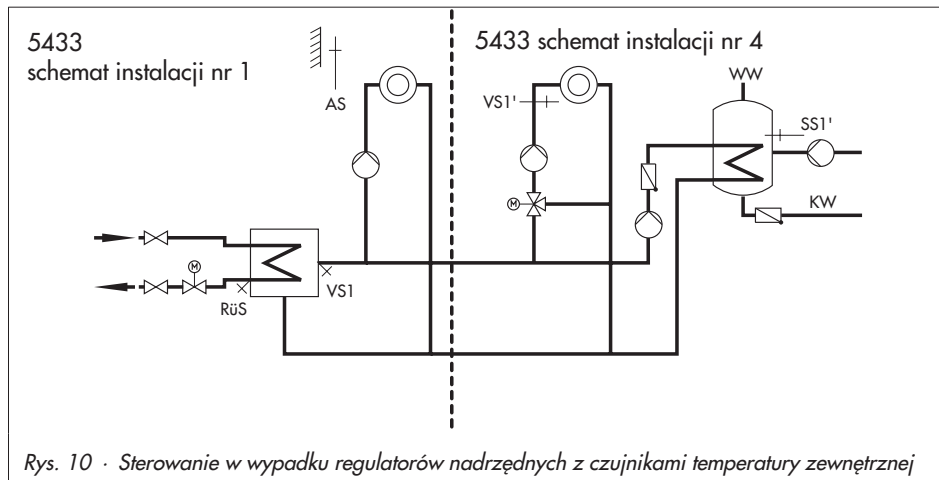 5433
schemat instalacji nr 1
AS
5433 schemat instalacji nr 4
VS1'
WW
SS1'
M
KW
M
RüS
VS1
Rys. 10 · Sterowanie w wypadku regulatorów nadrzędnych z czujnikami temperatury zewnętrznej